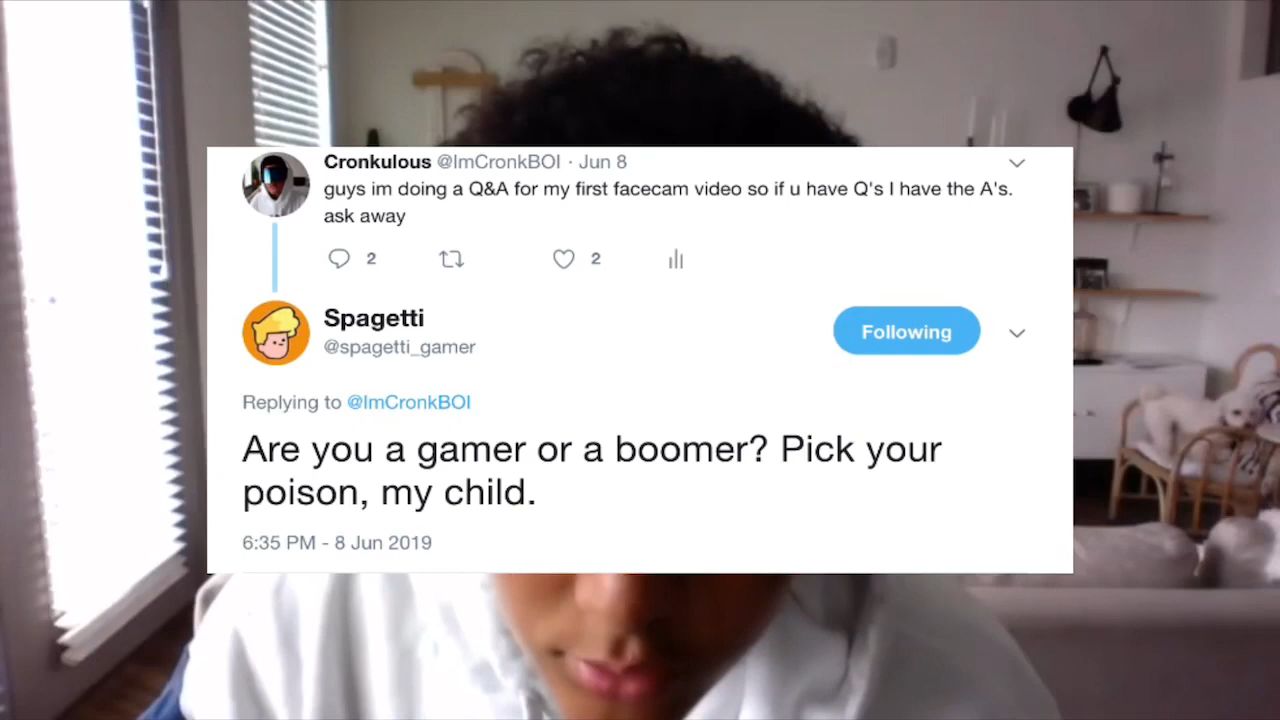 Cronkulous @ImCronkBOI · Jun 8
guys im doing a Q&A for my first facecam video so if u have Q's I have the A's.
ask away
2 2
Spagetti
@spagetti_gamer
Following
Replying to @ImCronkBOI
Are you a gamer or a boomer? Pick your
poison, my child.
6:35 PM - 8 Jun 2019